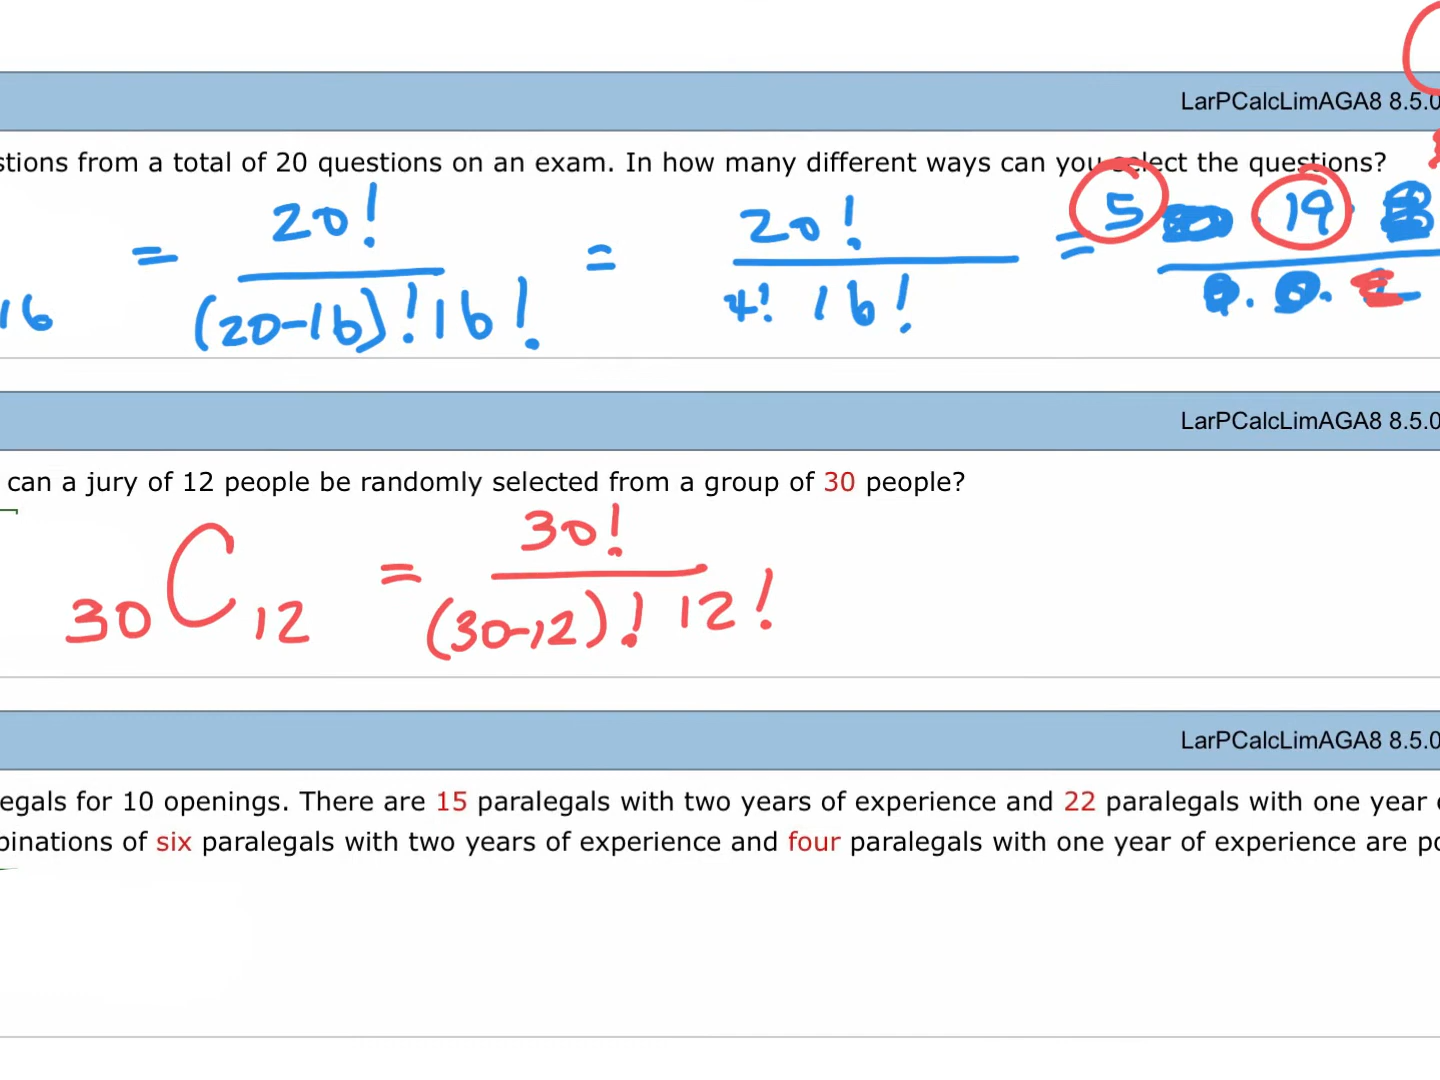 LarPCalcLimAGA8 8.5.0
stions from a total of 20 questions on an exam. In how many different ways can you select the questions?
16 = 20! / (20-16)! 16! = 20! / 4! 16! = 5 19
LarPCalcLimAGA8 8.5.0
can a jury of 12 people be randomly selected from a group of 30 people?
30 C 12 = 30! / (30-12)! 12!
LarPCalcLimAGA8 8.5.0
egals for 10 openings. There are 15 paralegals with two years of experience and 22 paralegals with one year
binations of six paralegals with two years of experience and four paralegals with one year of experience are po